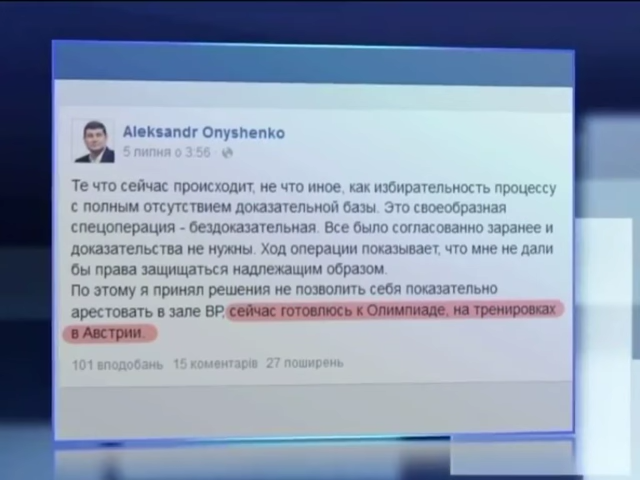 Aleksandr Onyshenko
5 липня о 3:56
Те что сейчас происходит, не что иное, как избирательность процессу
с полным отсутствием доказательной базы. Это своеобразная
спецоперация - бездоказательная. Все было согласованно заранее и
доказательства не нужны. Ход операции показывает, что мне не дали
бы права защищаться надлежащим образом.
По этому я принял решения не позволить себя показательно
арестовать в зале ВР, сейчас готовлюсь к Олимпиаде, на тренировках
в Австрии.
101 вподобань 15 коментарів 27 поширень